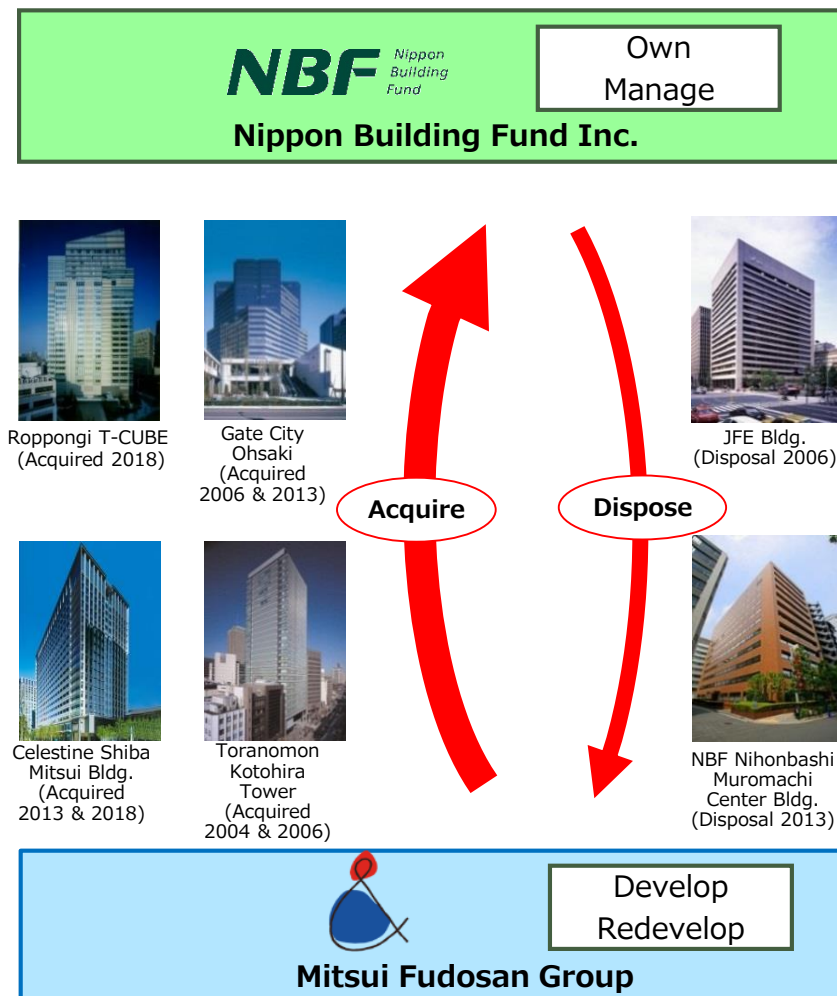 NBF Nippon
Building
Fund
Own
Manage
Nippon Building Fund Inc.
Roppongi T-CUBE
(Acquired 2018)
Gate City
Ohsaki
(Acquired
2006 & 2013)
Acquire
Dispose
JFE Bldg.
(Disposal 2006)
Celestine Shiba
Mitsui Bldg.
(Acquired
2013 & 2018)
Toranomon
Kotohira
Tower
(Acquired
2004 & 2006)
NBF Nihonbashi
Muromachi
Center Bldg.
(Disposal 2013)
Develop
Redevelop
Mitsui Fudosan Group